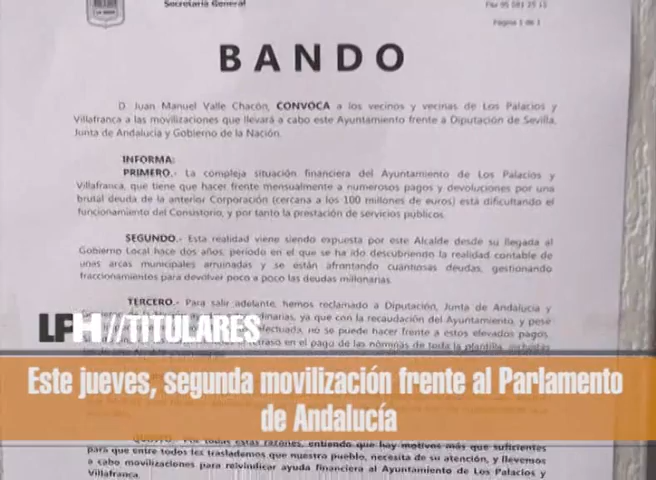 Secretaría General
Página 1 de 1
BANDO
D. Juan Manuel Valle Chacón, CONVOCA a los vecinos y vecinas de Los Palacios y
Villafranca a las movilizaciones que llevará a cabo este Ayuntamiento frente a Diputación de Sevilla,
Junta de Andalucía y Gobierno de la Nación.
INFORMA:
PRIMERO.- La compleja situación financiera del Ayuntamiento de Los Palacios y
Villafranca, que tiene que hacer frente mensualmente a numerosos pagos y devoluciones por una
brutal deuda de la anterior Corporación (cercana a los 100 millones de euros) está dificultando el
funcionamiento del Consistorio, y por tanto la prestación de servicios públicos.
SEGUNDO.- Esta realidad viene siendo expuesta por este Alcalde desde su llegada al
Gobierno Local hace dos años, periodo en el que se ha ido descubriendo la realidad contable de
unas arcas municipales arruinadas y se están afrontando cuantiosas deudas, gestionando
fraccionamientos para devolver poco a poco las deudas millonarias.
TERCERO.- Para salir adelante, hemos reclamado a Diputación, Junta de Andalucía y
dinarias, ya que con la recaudación del Ayuntamiento, y pese
efectuada, no se puede hacer frente a estos elevados pagos,
traso en el pago de las nóminas de toda la plantilla,
LPH//TITULARES
Este jueves, segunda movilización frente al Parlamento
de Andalucía
Por todas estas razones, entiendo que hay motivos más que suficientes
para que entre todos les traslademos que nuestro pueblo, necesita de su atención, y llevemos
a cabo movilizaciones para reivindicar ayuda financiera al Ayuntamiento de Los Palacios y
Villafranca.